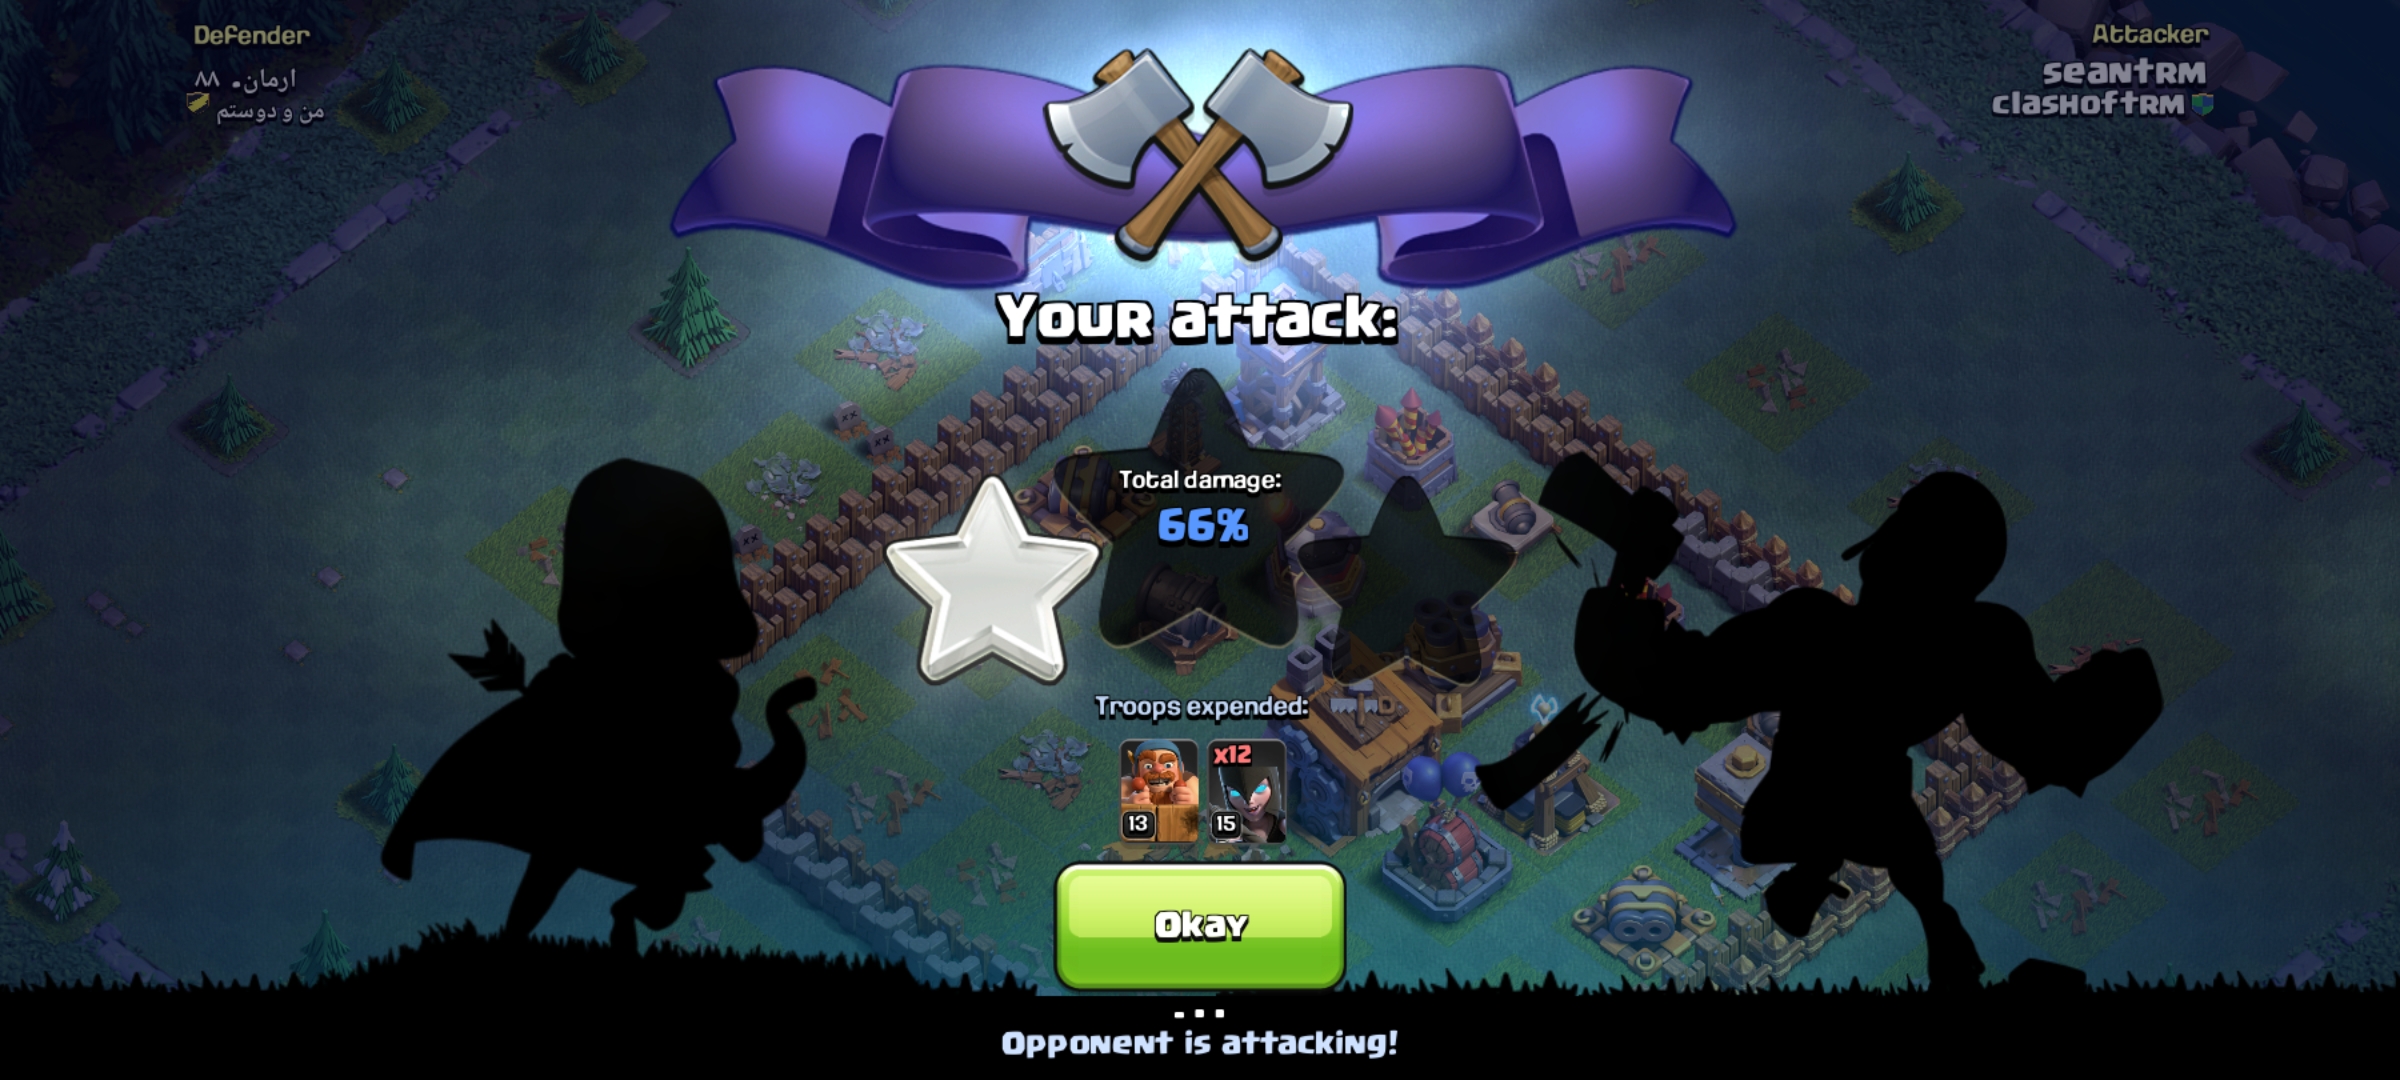 Defender
ارمان. ۸۸
من و دوستم
Attacker
seantRM
clashoftRM
Your attack:
Total damage:
66%
Troops expended:
x12
13
15
Okay
...
Opponent is attacking!